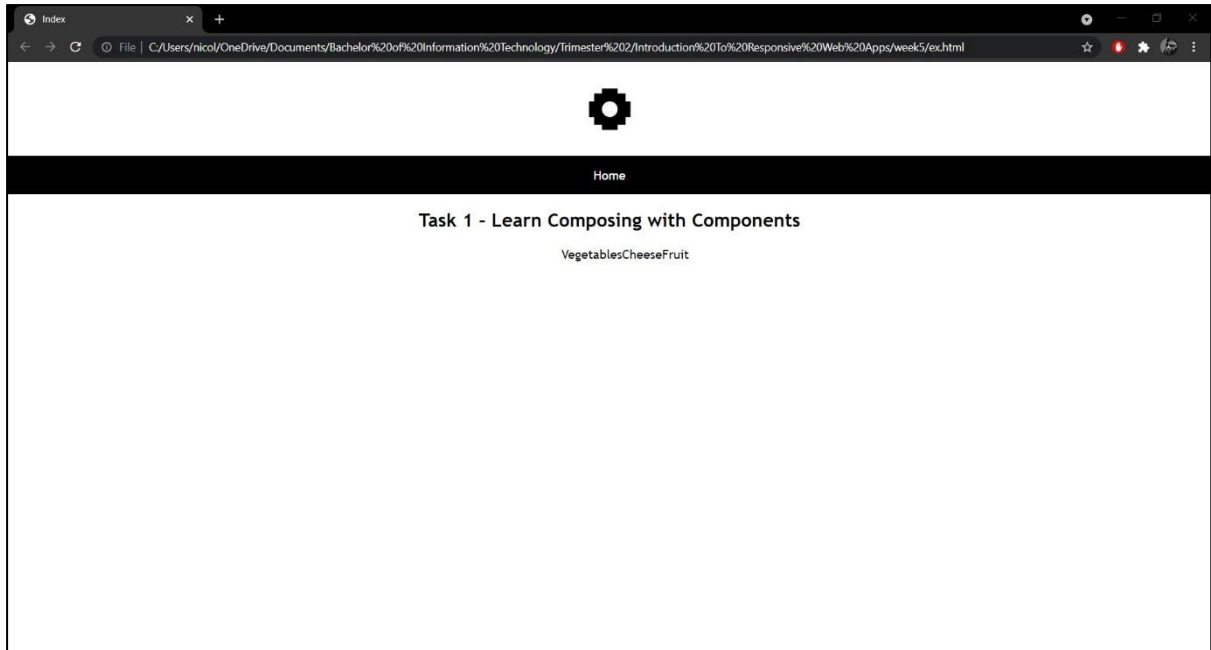 Index
File | C:/Users/nicol/OneDrive/Documents/Bachelor%20of%20Information%20Technology/Trimester%202/Introduction%20To%20Responsive%20Web%20Apps/week5/ex.html
Home
Task 1 - Learn Composing with Components
VegetablesCheeseFruit